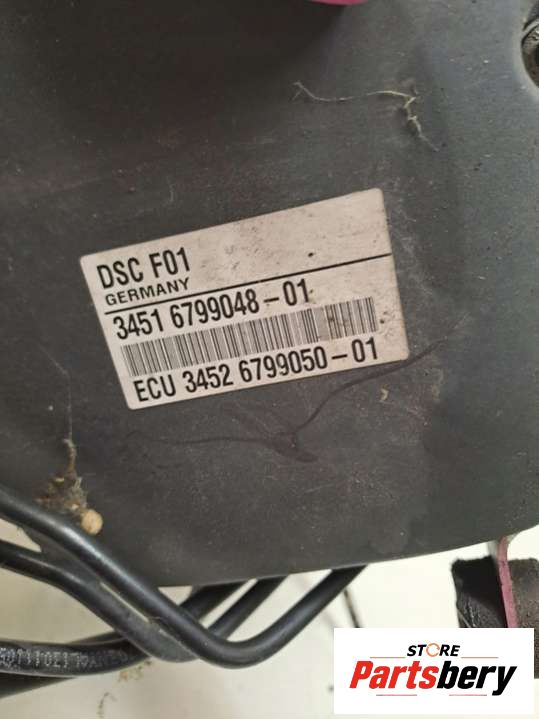 DSC F01
GERMANY
3451 6799048-01
ECU 3452 6799050-01
STORE
Partsbery